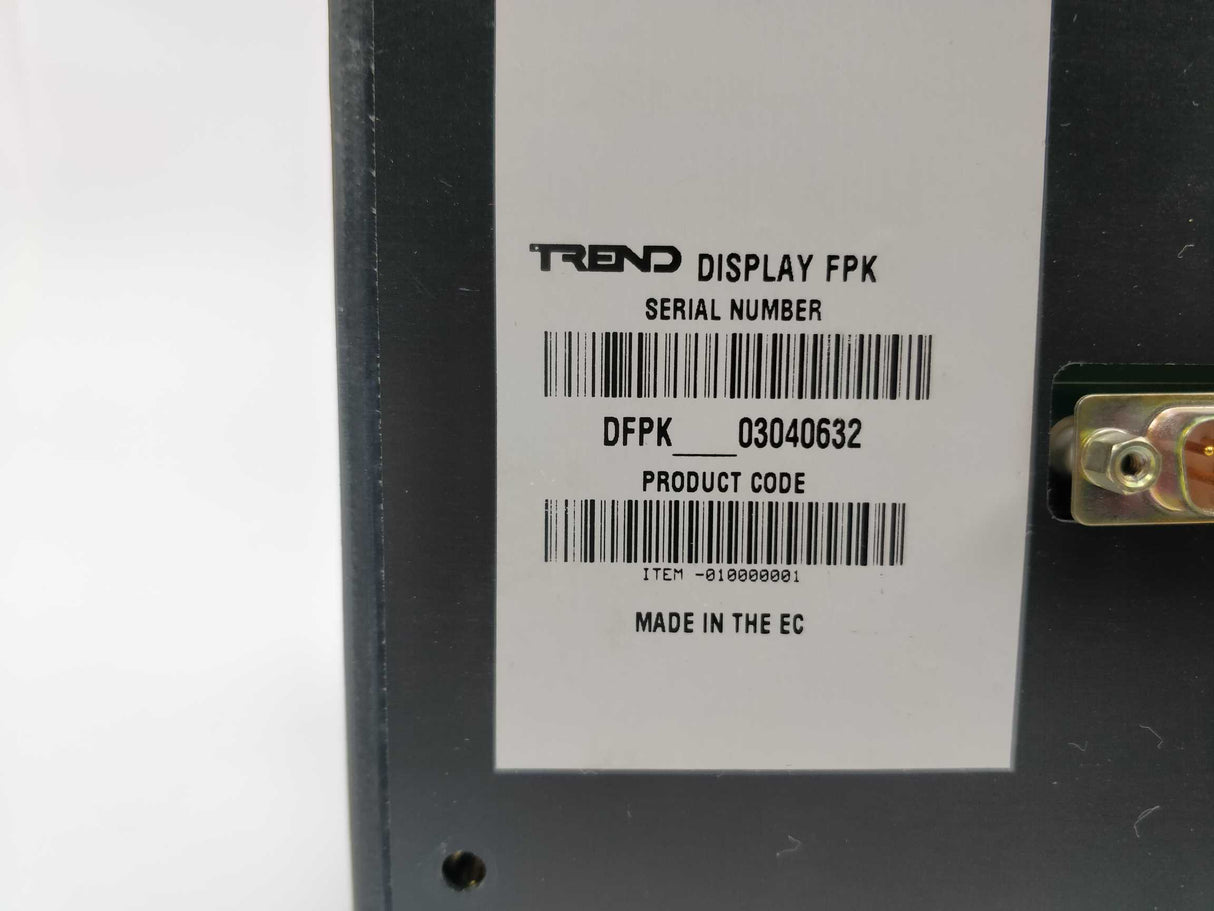 TREND DISPLAY FPK
SERIAL NUMBER
DFPK____03040632
PRODUCT CODE
ITEM -010000001
MADE IN THE EC